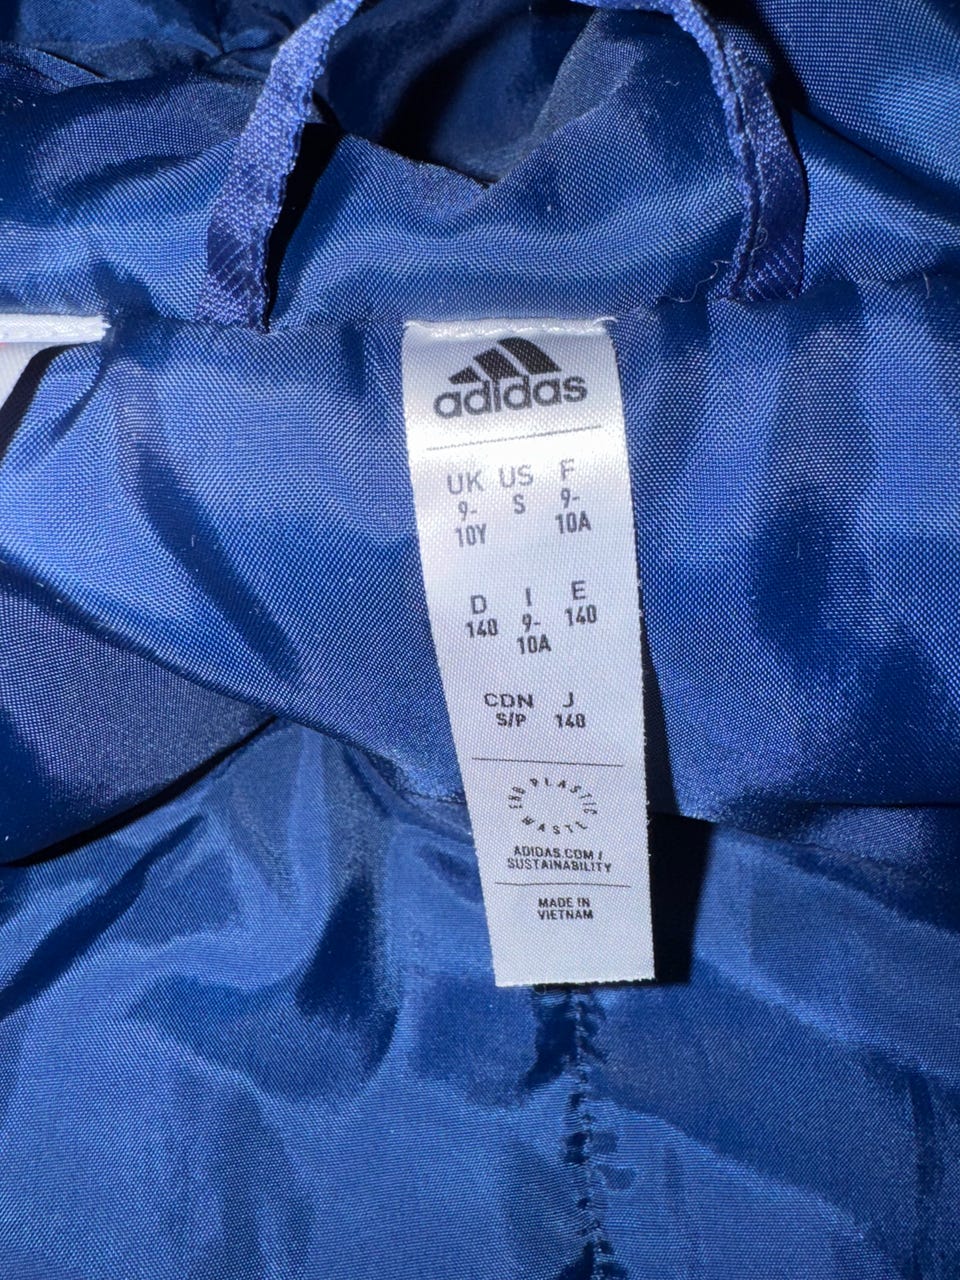 adidas
UK US F
9- S 9-
10Y 10A
D I E
140 9- 140
10A
CDN J
S/P 140
END PLASTIC WASTE
ADIDAS.COM/
SUSTAINABILITY
MADE IN
VIETNAM